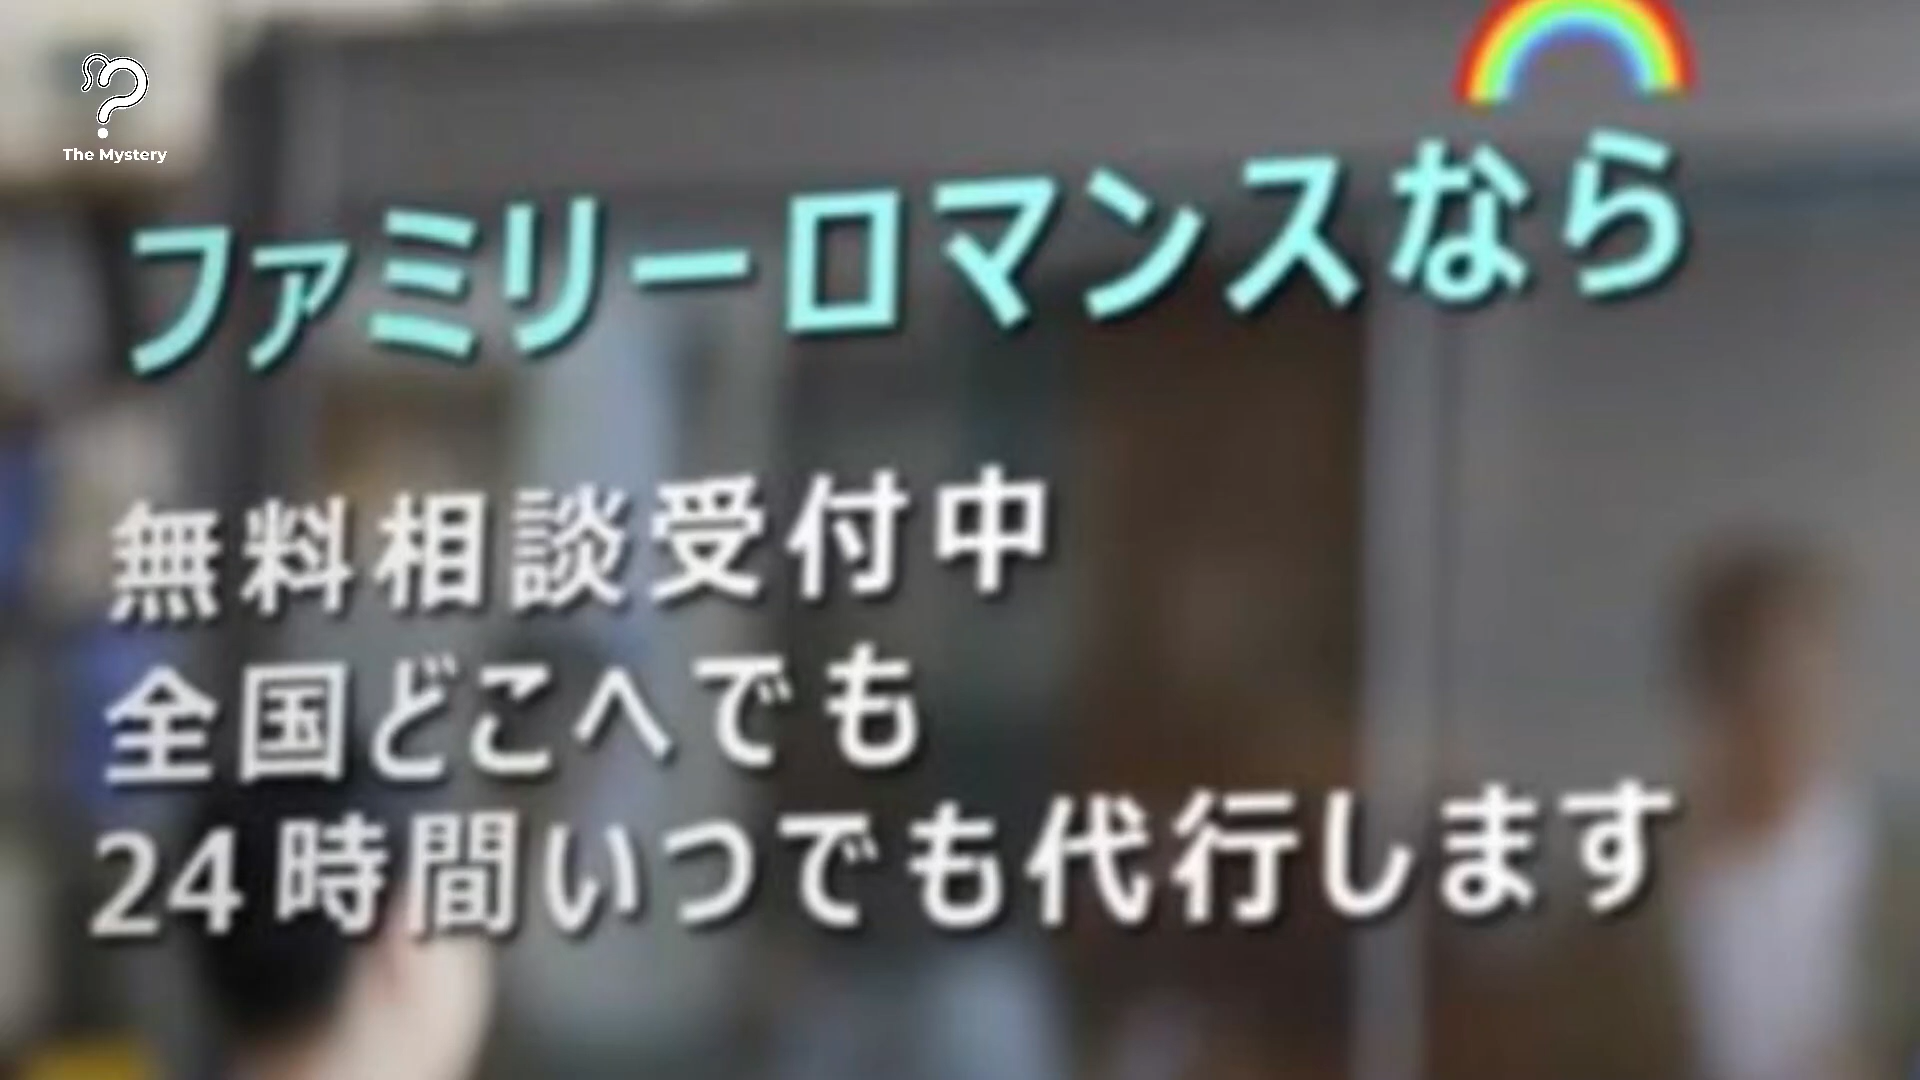 The Mystery
ファミリーロマンスなら
無料相談受付中
全国どこへでも
24時間いつでも代行します